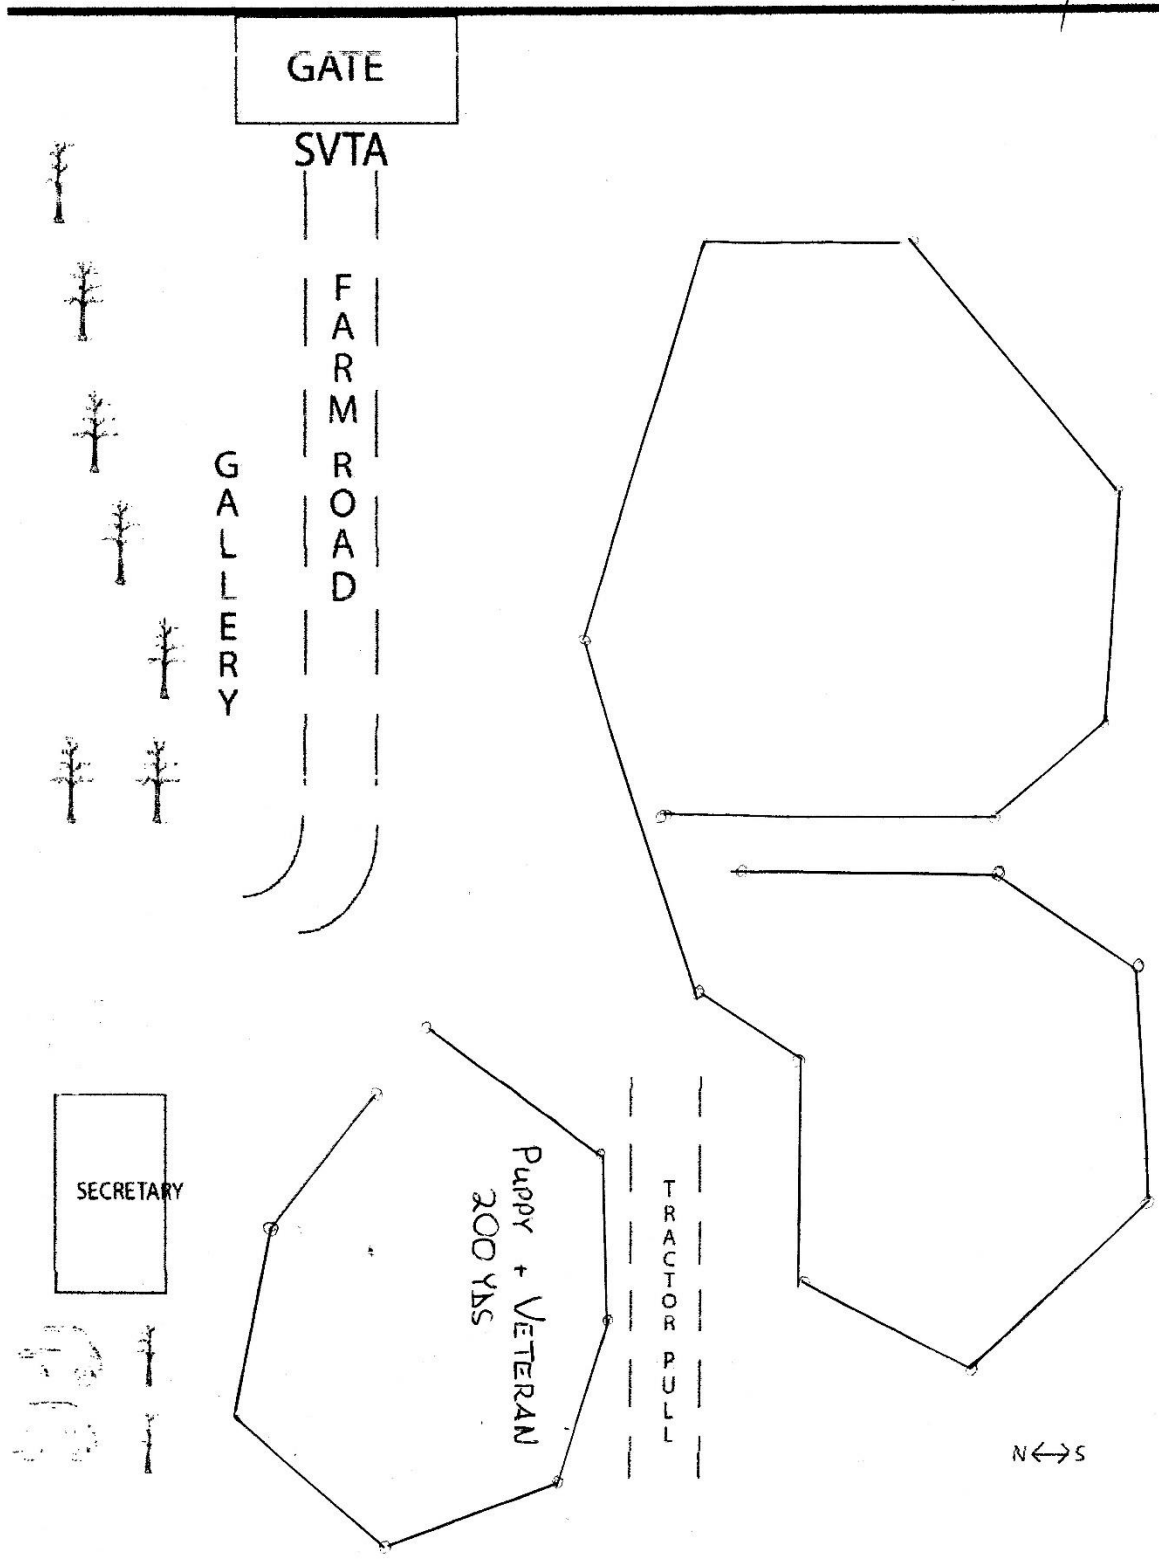 GATE
SVTA
FARM ROAD
GALLERY
SECRETARY
PUPPY + VETERAN
200 YDS
TRACTOR PULL
N↔S